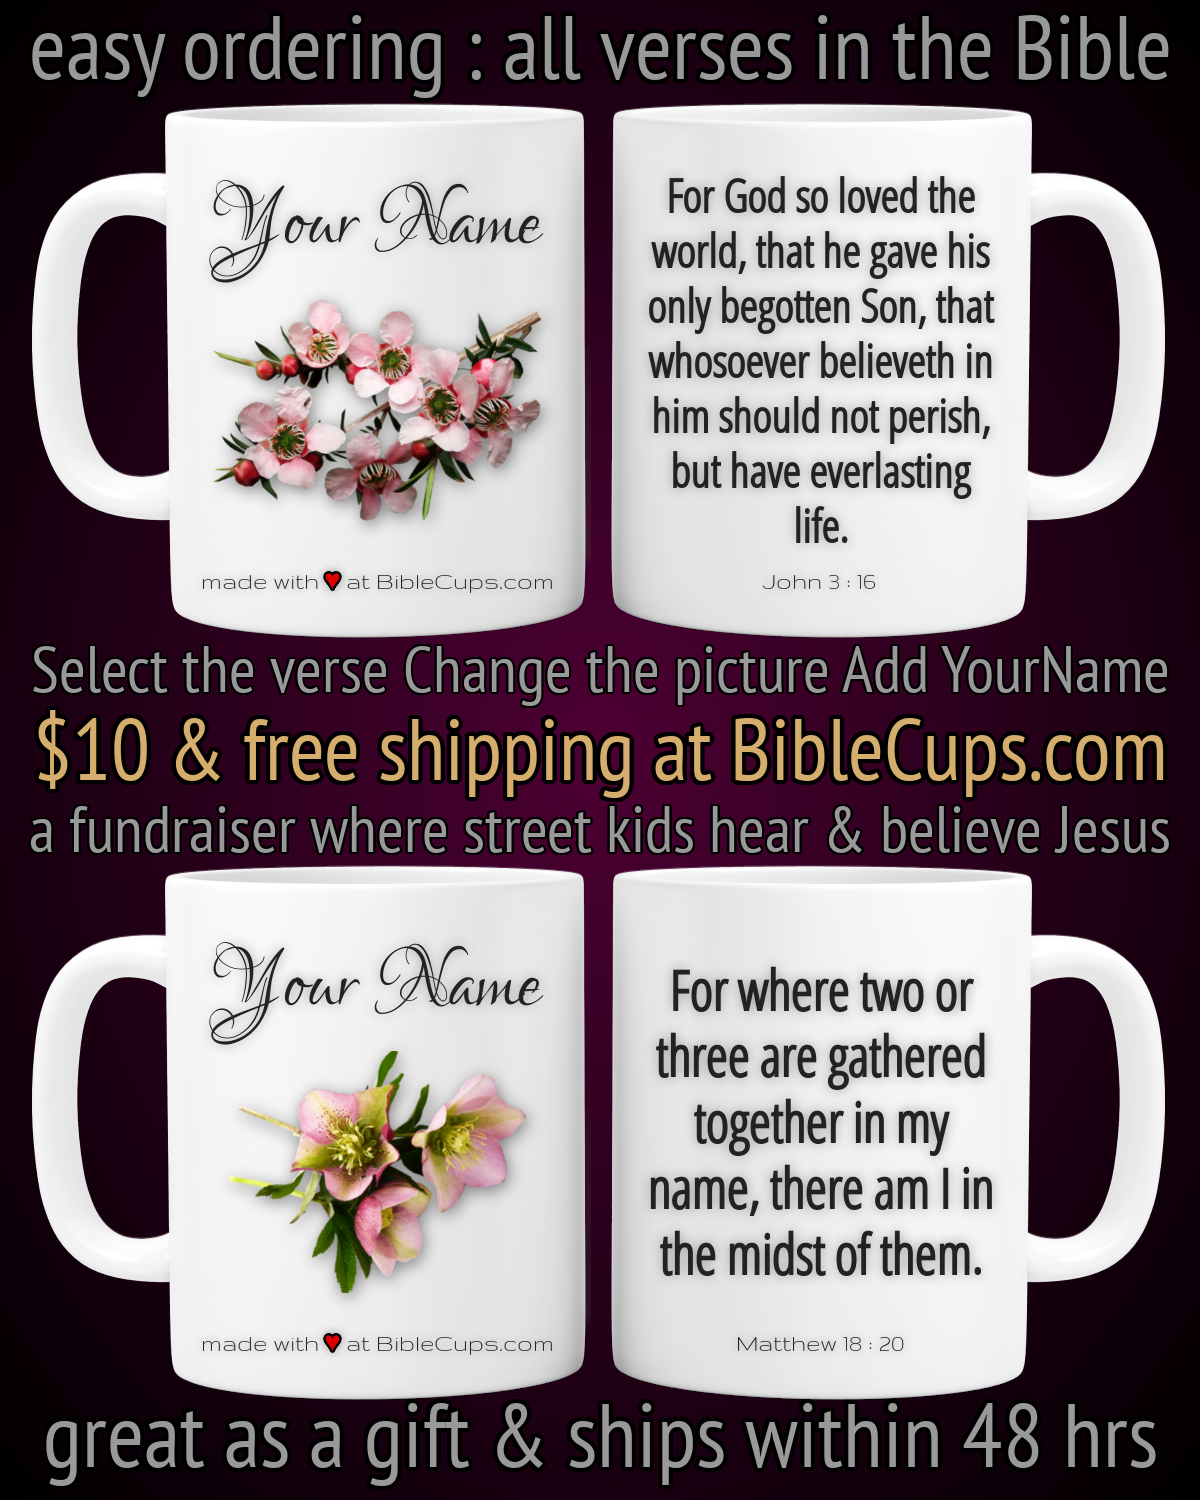 easy ordering : all verses in the Bible
Your Name
made with ♥ at BibleCups.com
For God so loved the
world, that he gave his
only begotten Son, that
whosoever believeth in
him should not perish,
but have everlasting
life.
John 3 : 16
Select the verse Change the picture Add YourName
$10 & free shipping at BibleCups.com
a fundraiser where street kids hear & believe Jesus
Your Name
made with ♥ at BibleCups.com
For where two or
three are gathered
together in my
name, there am I in
the midst of them.
Matthew 18 : 20
great as a gift & ships within 48 hrs